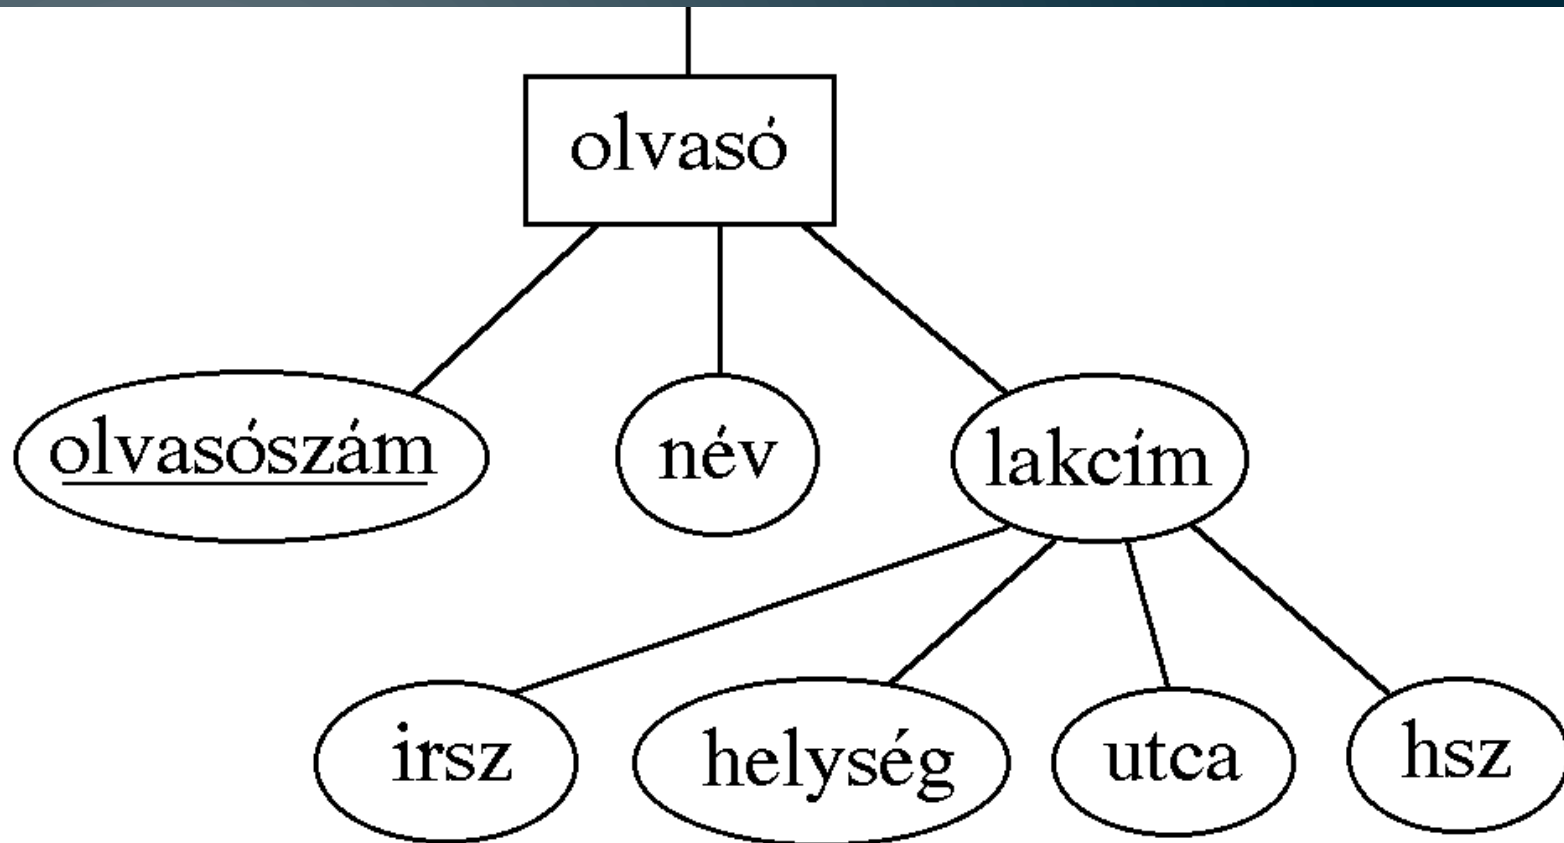 olvasó
olvasószám
név
lakcím
irsz
helység
utca
hsz